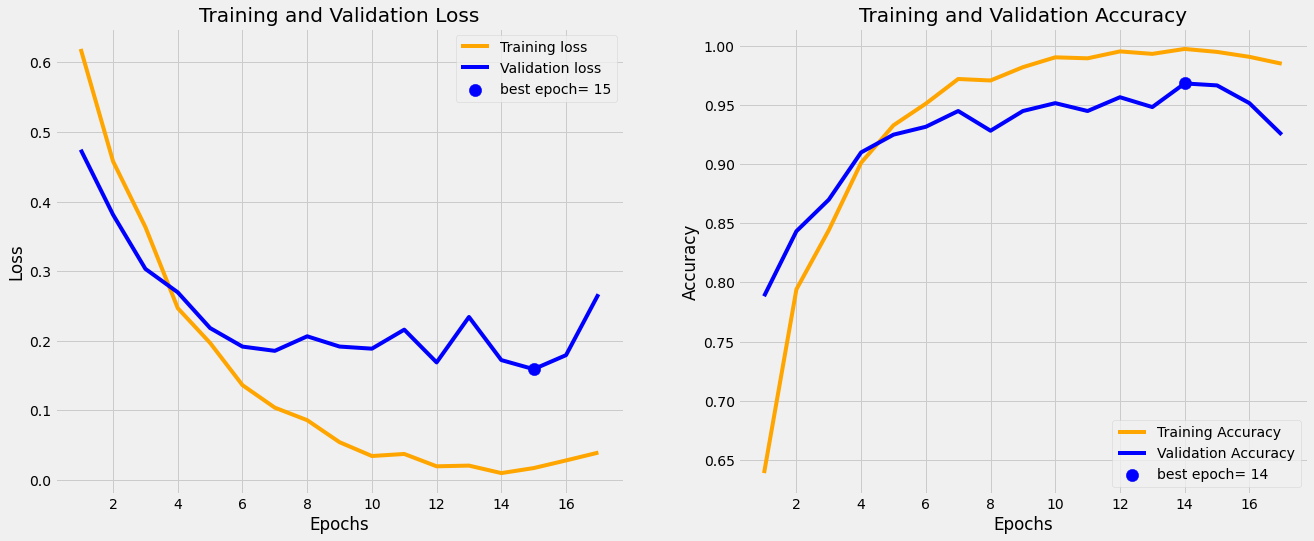 Training and Validation Loss
Training loss
Validation loss
best epoch= 15
0.6
0.5
0.4
0.3
0.2
0.1
0.0
Loss
2 4 6 8 10 12 14 16
Epochs
Training and Validation Accuracy
1.00
0.95
0.90
0.85
0.80
0.75
0.70
0.65
Accuracy
Training Accuracy
Validation Accuracy
best epoch= 14
2 4 6 8 10 12 14 16
Epochs